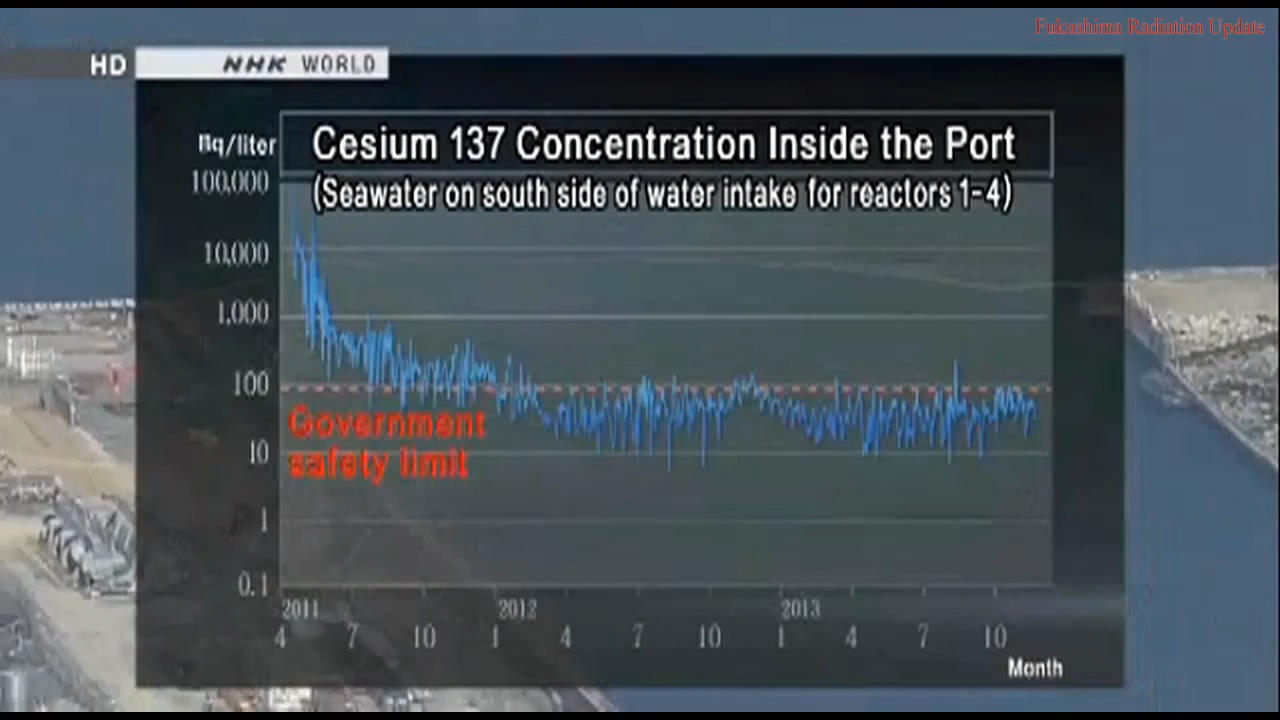 Fukushima Radiation Update
HD NHK WORLD
Bq/liter
Cesium 137 Concentration Inside the Port
(Seawater on south side of water intake for reactors 1-4)
100,000
10,000
1,000
100
Government
safety limit
10
1
0.1
2011 2012 2013
4 7 10 1 4 7 10 1 4 7 10
Month